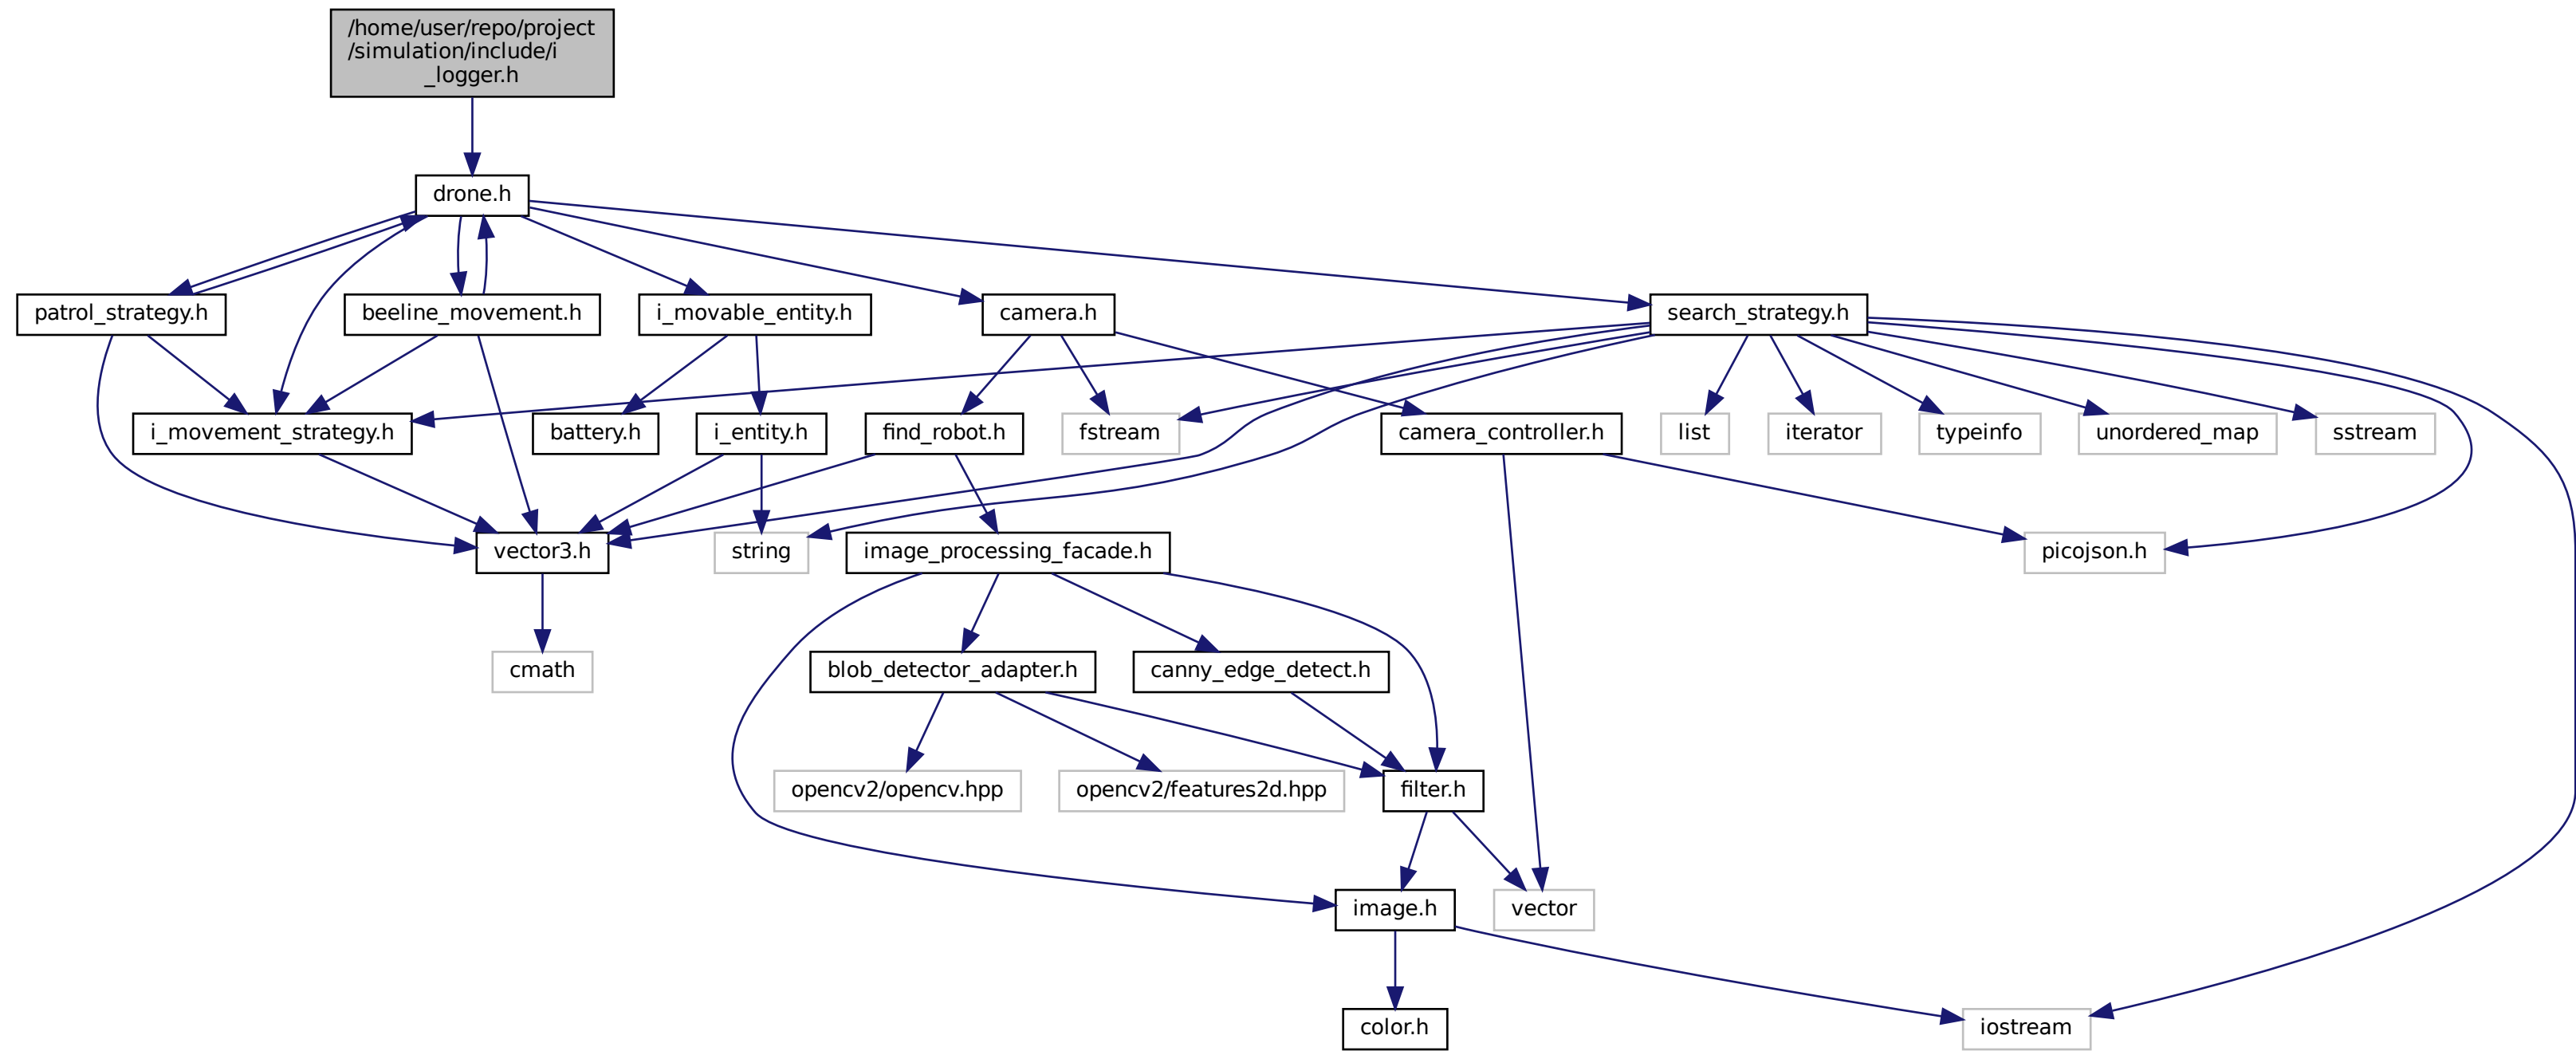 /home/user/repo/project
/simulation/include/i
_logger.h
drone.h
patrol_strategy.h
beeline_movement.h
i_movable_entity.h
camera.h
search_strategy.h
i_movement_strategy.h
battery.h
i_entity.h
find_robot.h
fstream
camera_controller.h
list
iterator
typeinfo
unordered_map
sstream
vector3.h
string
image_processing_facade.h
picojson.h
cmath
blob_detector_adapter.h
canny_edge_detect.h
opencv2/opencv.hpp
opencv2/features2d.hpp
filter.h
image.h
vector
color.h
iostream